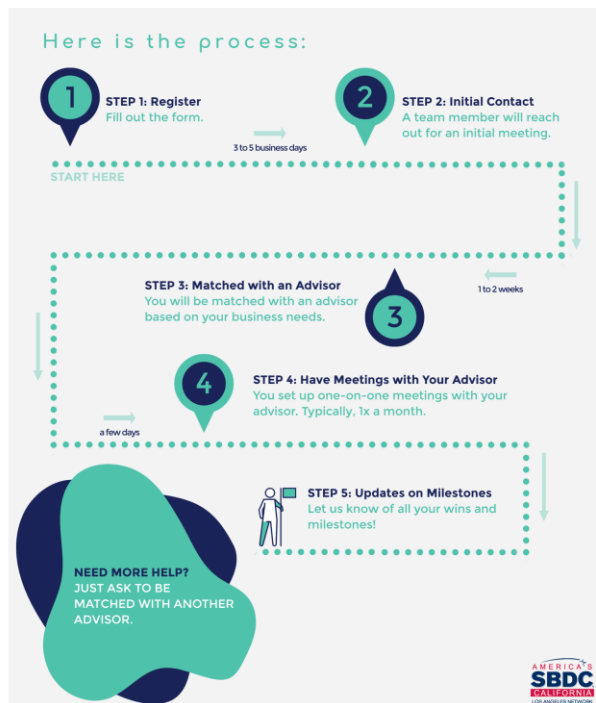 Here is the process:
1
STEP 1: Register
Fill out the form.
3 to 5 business days
2
STEP 2: Initial Contact
A team member will reach
out for an initial meeting.
START HERE
1 to 2 weeks
STEP 3: Matched with an Advisor
You will be matched with an advisor
based on your business needs.
3
4
STEP 4: Have Meetings with Your Advisor
You set up one-on-one meetings with your
advisor. Typically, 1x a month.
a few days
STEP 5: Updates on Milestones
Let us know of all your wins and
milestones!
NEED MORE HELP?
JUST ASK TO BE
MATCHED WITH ANOTHER
ADVISOR.
AMERICA'S
SBDC
CALIFORNIA
LOS ANGELES NETWORK